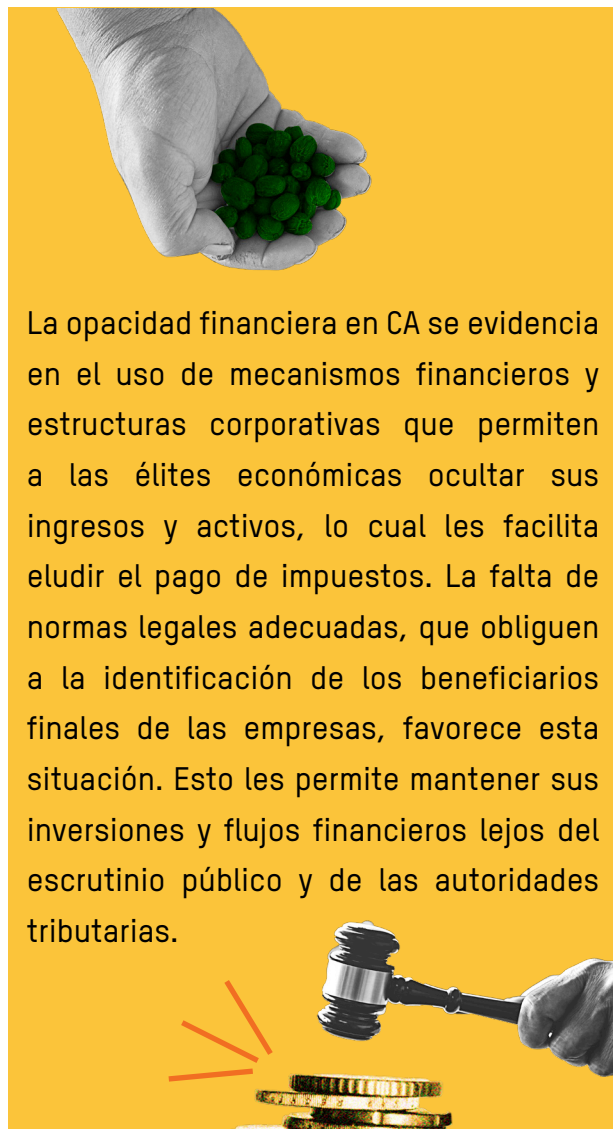 La opacidad financiera en CA se evidencia
en el uso de mecanismos financieros y
estructuras corporativas que permiten
a las élites económicas ocultar sus
ingresos y activos, lo cual les facilita
eludir el pago de impuestos. La falta de
normas legales adecuadas, que obliguen
a la identificación de los beneficiarios
finales de las empresas, favorece esta
situación. Esto les permite mantener sus
inversiones y flujos financieros lejos del
escrutinio público y de las autoridades
tributarias.